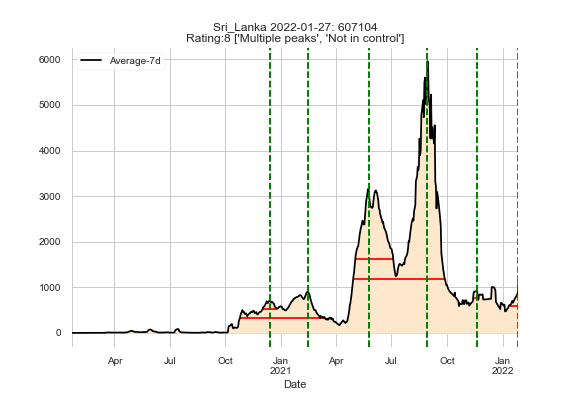 Sri_Lanka 2022-01-27: 607104
Rating:8 ['Multiple peaks', 'Not in control']
Average-7d
6000
5000
4000
3000
2000
1000
0
Apr Jul Oct Jan Apr Jul Oct Jan
2021 2022
Date